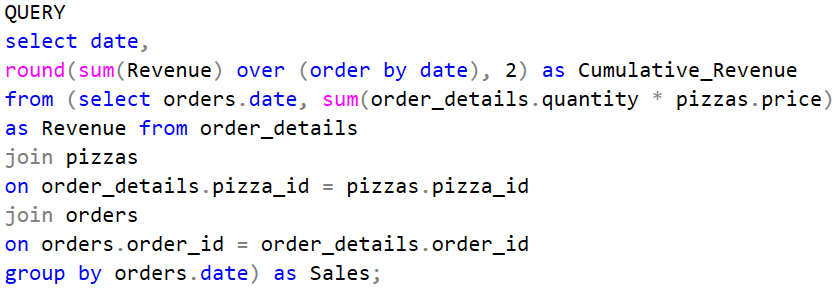 QUERY
select date,
round(sum(Revenue) over (order by date), 2) as Cumulative_Revenue
from (select orders.date, sum(order_details.quantity * pizzas.price)
as Revenue from order_details
join pizzas
on order_details.pizza_id = pizzas.pizza_id
join orders
on orders.order_id = order_details.order_id
group by orders.date) as Sales;